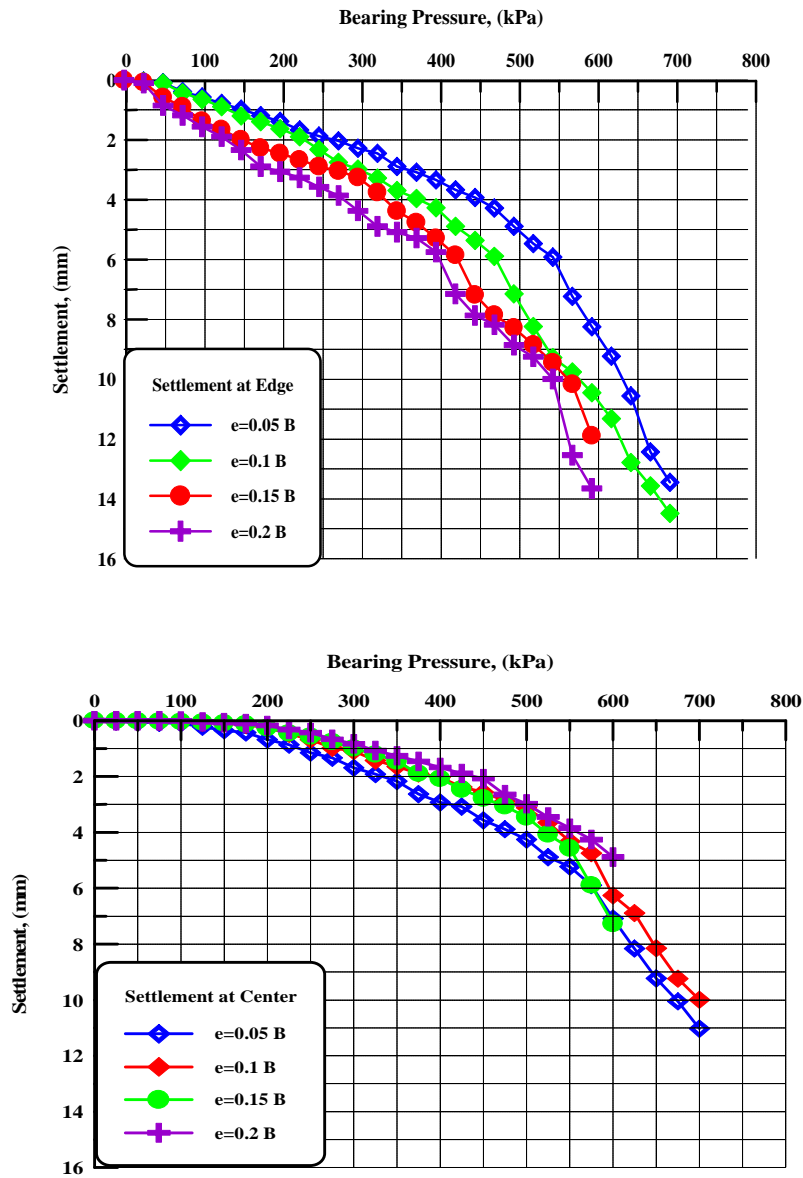 Bearing Pressure, (kPa)
0 100 200 300 400 500 600 700 800
0
2
4
6
8
10
12
14
16
Settlement, (mm)
Settlement at Edge
e=0.05 B
e=0.1 B
e=0.15 B
e=0.2 B
Bearing Pressure, (kPa)
0 100 200 300 400 500 600 700 800
0
2
4
6
8
10
12
14
16
Settlement, (mm)
Settlement at Center
e=0.05 B
e=0.1 B
e=0.15 B
e=0.2 B